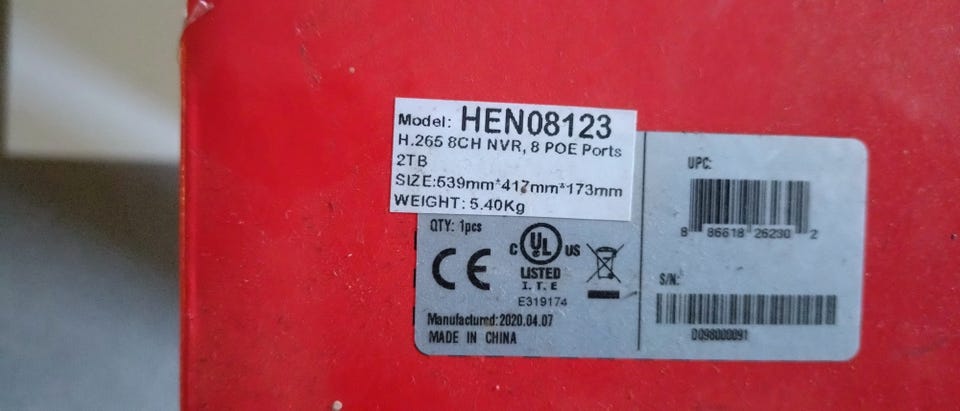 Model: HEN08123
H.265 8CH NVR, 8 POE Ports
2TB
SIZE:539mm*417mm*173mm
WEIGHT: 5.40Kg
QTY: 1pcs
CE
C UL US
LISTED
I.T.E
E319174
Manufactured:2020.04.07
MADE IN CHINA
UPC:
8 86618 26230 2
S/N:
DQ98000091